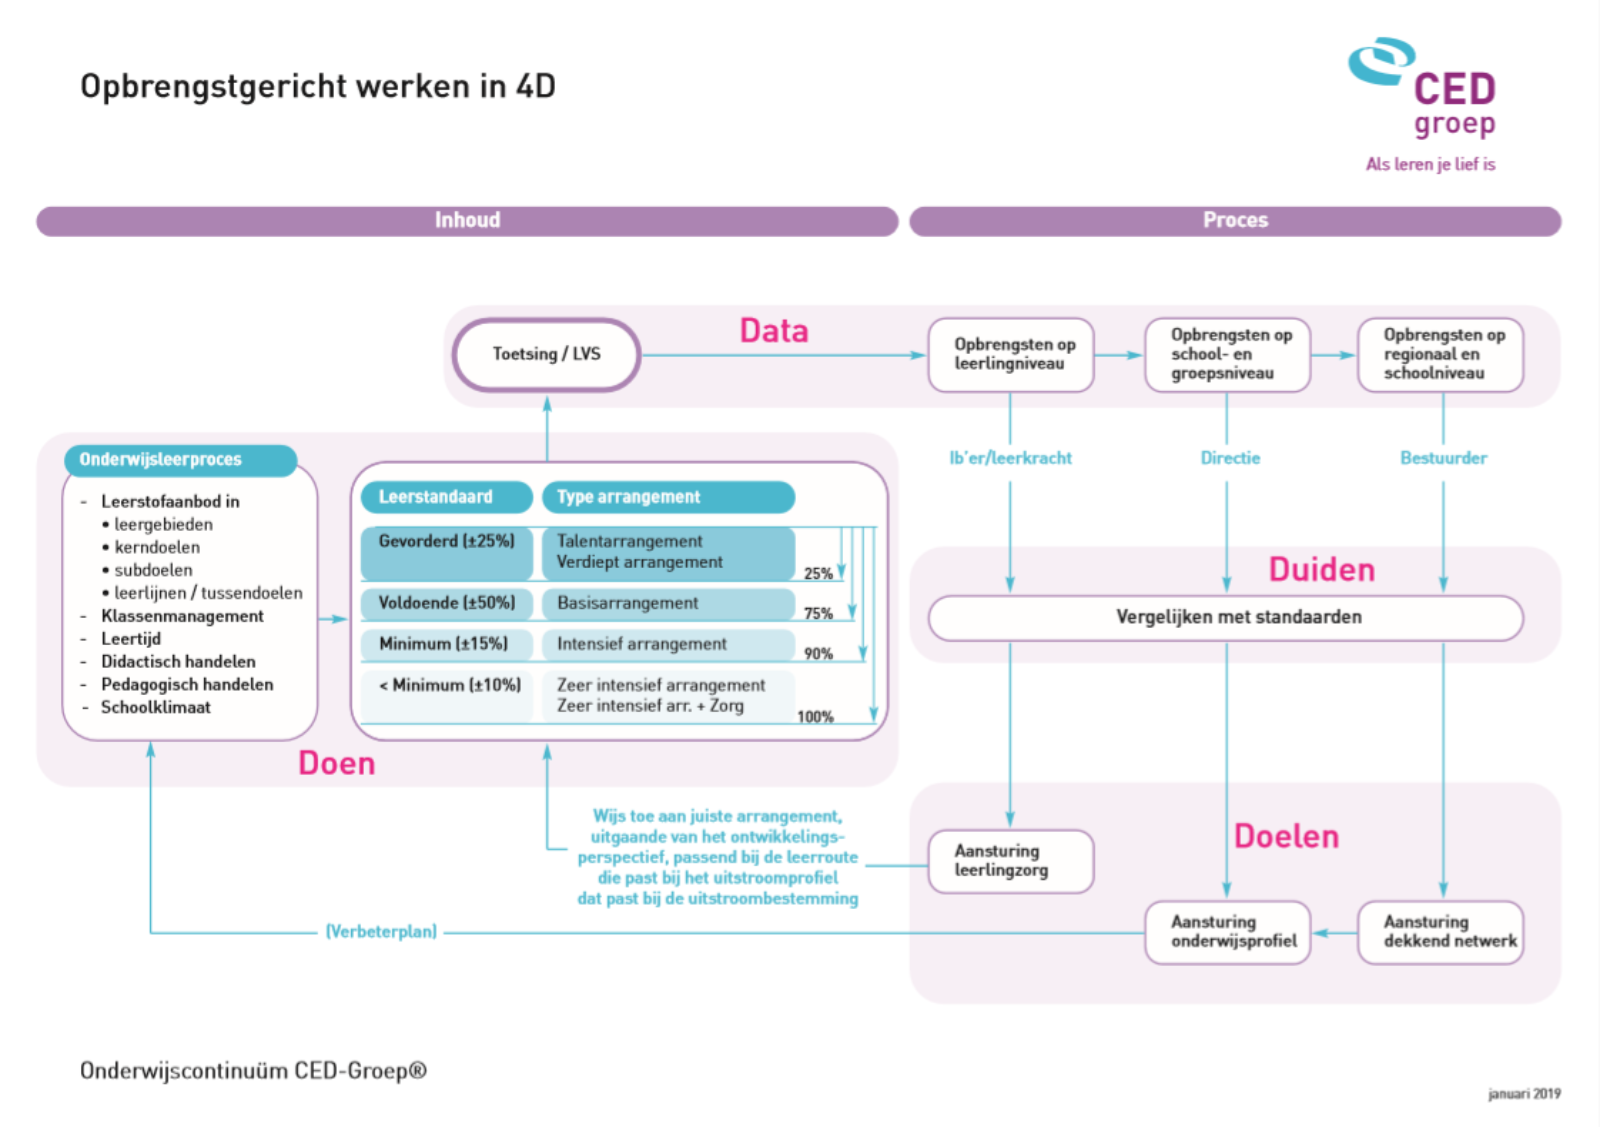 Opbrengstgericht werken in 4D
CED
groep
Als leren je lief is
Inhoud
Proces
Data
Toetsing / LVS
Opbrengsten op
leerlingniveau
Opbrengsten op
school- en
groepsniveau
Opbrengsten op
regionaal en
schoolniveau
Ib'er/leerkracht
Directie
Bestuurder
Onderwijsleerproces
- Leerstofaanbod in
• leergebieden
• kerndoelen
• subdoelen
• leerlijnen / tussendoelen
- Klassenmanagement
- Leertijd
- Didactisch handelen
- Pedagogisch handelen
- Schoolklimaat
Leerstandaard
Type arrangement
Gevorderd (±25%)
Talentarrangement
Verdiept arrangement
25%
Voldoende (±50%)
Basisarrangement
75%
Minimum (±15%)
Intensief arrangement
90%
< Minimum (±10%)
Zeer intensief arrangement
Zeer intensief arr. + Zorg
100%
Doen
Duiden
Vergelijken met standaarden
Wijs toe aan juiste arrangement,
uitgaande van het ontwikkelings-
perspectief, passend bij de leerroute
die past bij het uitstroomprofiel
dat past bij de uitstroombestemming
Doelen
Aansturing
leerlingzorg
Aansturing
onderwijsprofiel
Aansturing
dekkend netwerk
(Verbeterplan)
Onderwijscontinuüm CED-Groep®
januari 2019